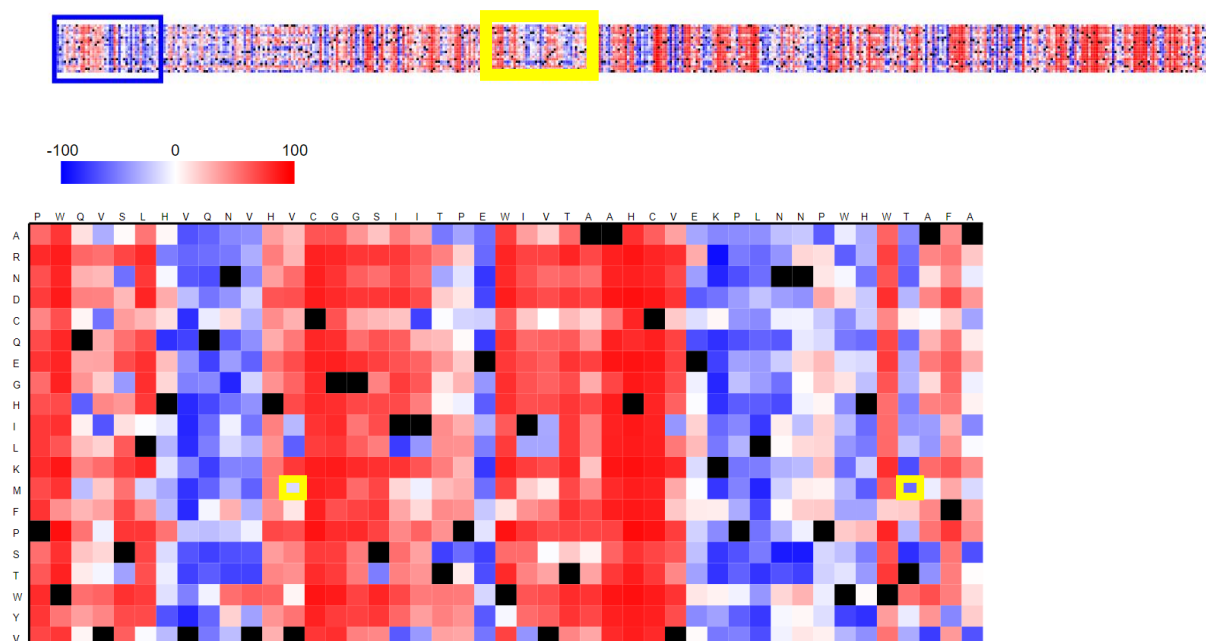 -100 0 100
P W Q V S L H V Q N V H V C G G S I I T P E W I V T A A H C V E K P L N N P W H W T A F A
A
R
N
D
C
Q
E
G
H
I
L
K
M
F
P
S
T
W
Y
V